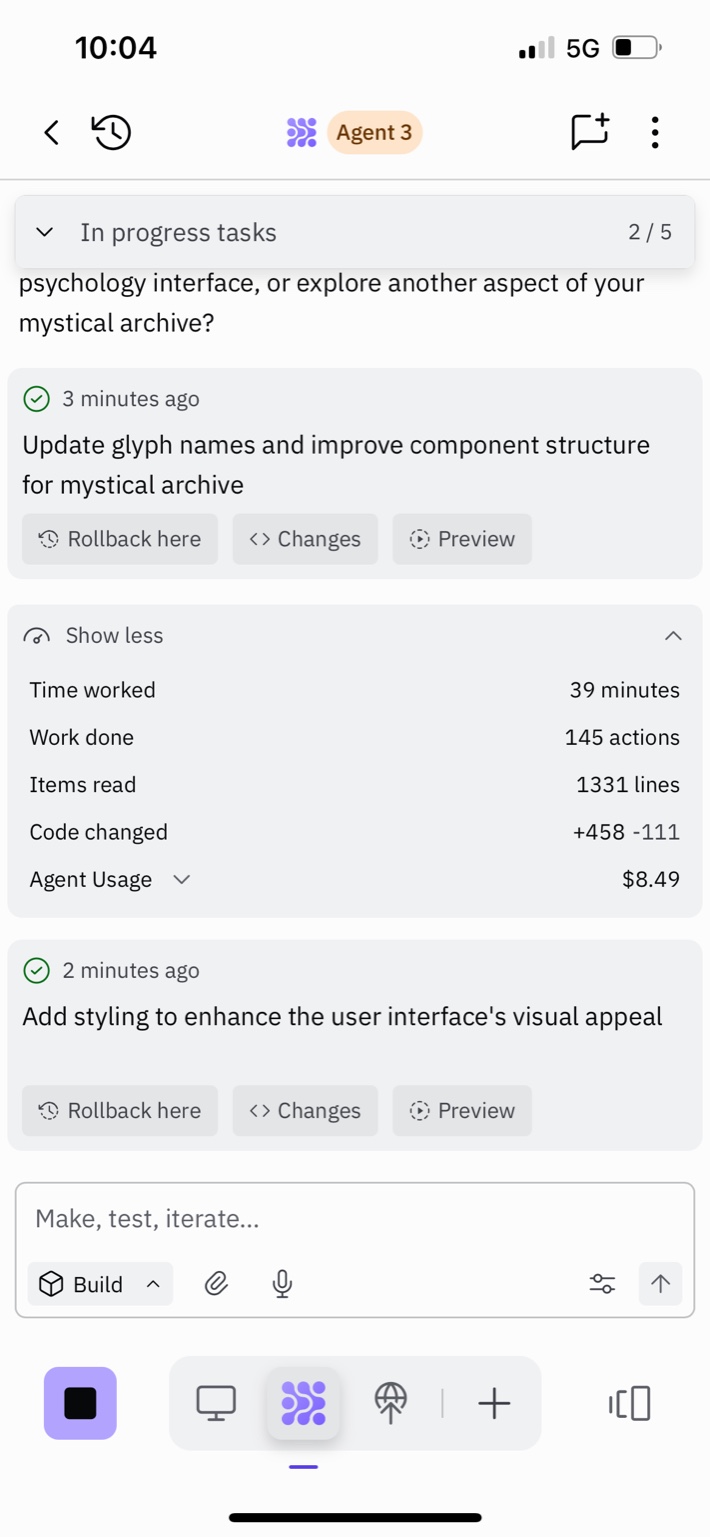 10:04
5G
Agent 3
In progress tasks
2 / 5
psychology interface, or explore another aspect of your
mystical archive?
3 minutes ago
Update glyph names and improve component structure
for mystical archive
Rollback here
Changes
Preview
Show less
Time worked 39 minutes
Work done 145 actions
Items read 1331 lines
Code changed +458 -111
Agent Usage $8.49
2 minutes ago
Add styling to enhance the user interface's visual appeal
Rollback here
Changes
Preview
Make, test, iterate...
Build